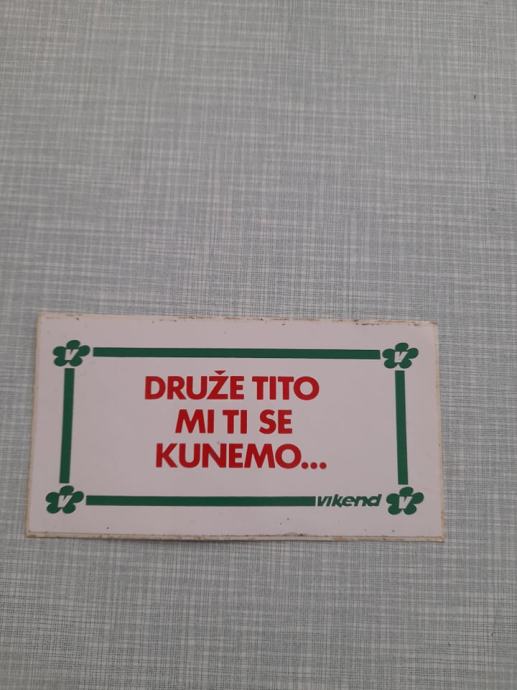 V V
DRUŽE TITO
MI TI SE
KUNEMO...
V vikend V